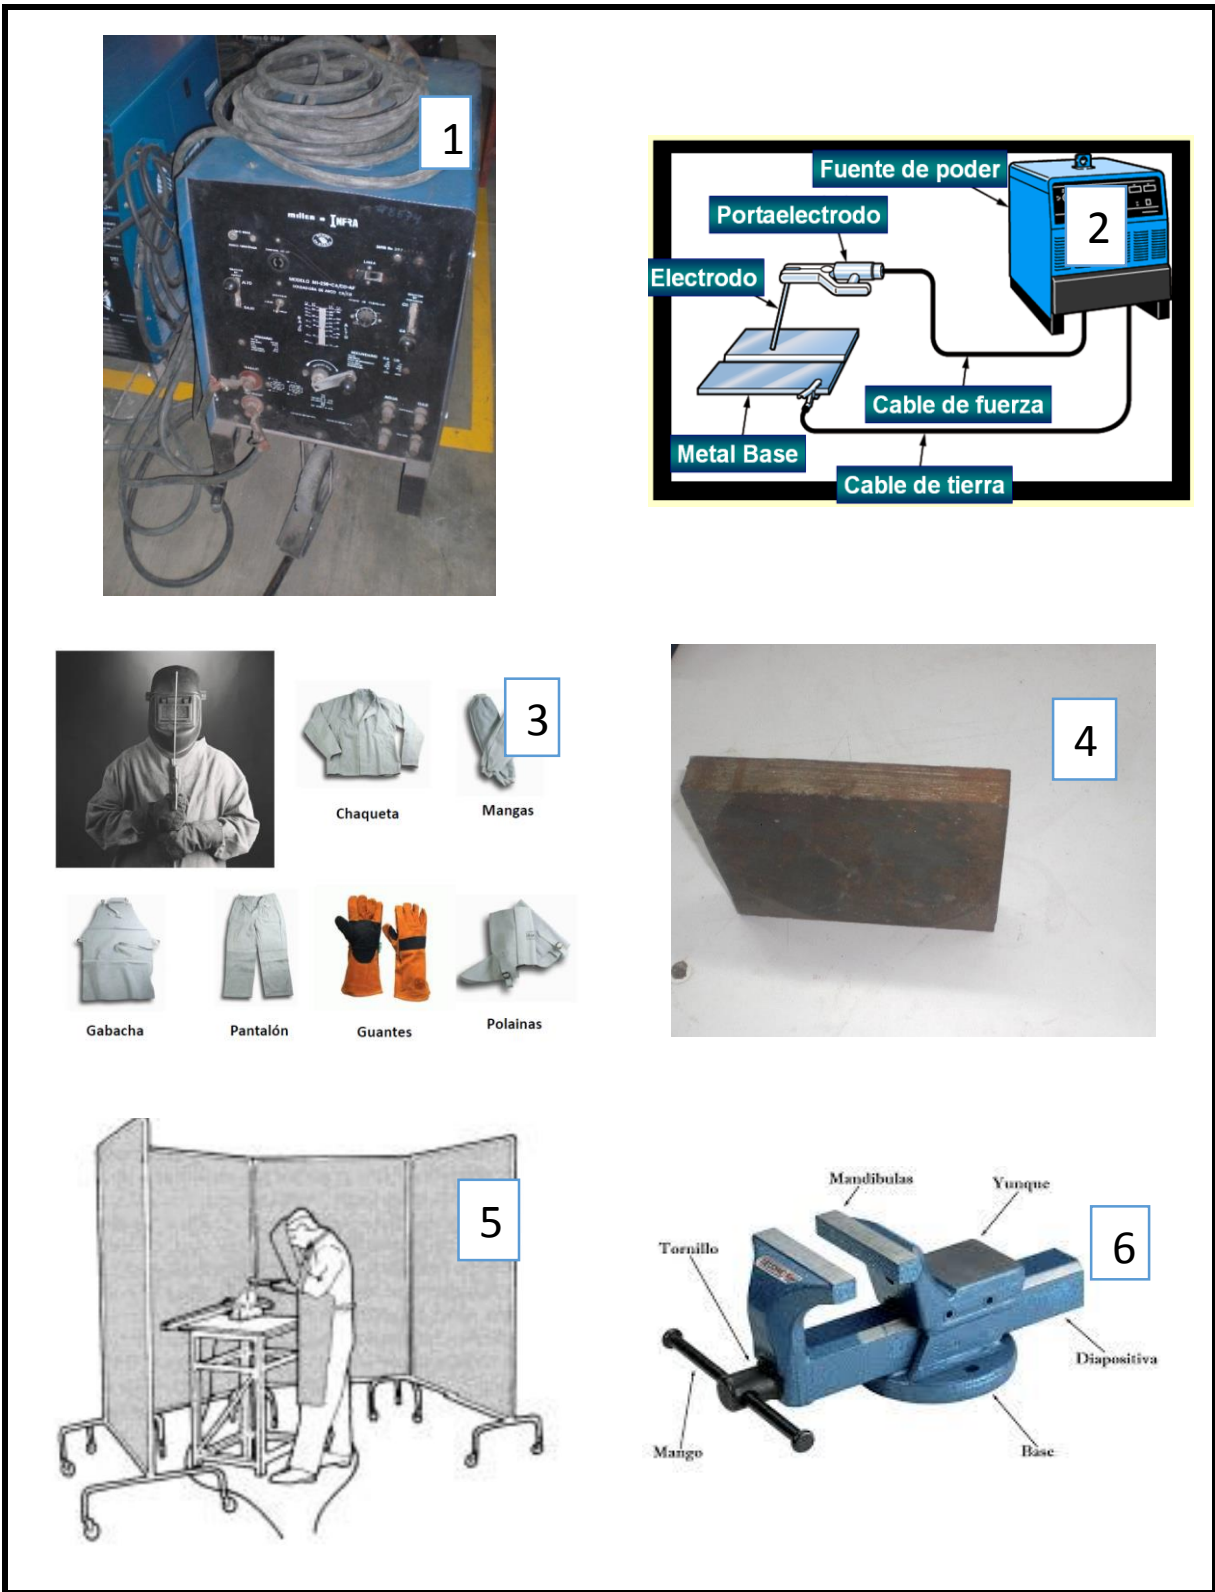 1
miller - INFRA
2
Fuente de poder
Portaelectrodo
Electrodo
Cable de fuerza
Metal Base
Cable de tierra
3
Chaqueta
Mangas
Gabacha
Pantalón
Guantes
Polainas
4
5
6
Mandibulas
Yunque
Tornillo
Diapositiva
Mango
Base